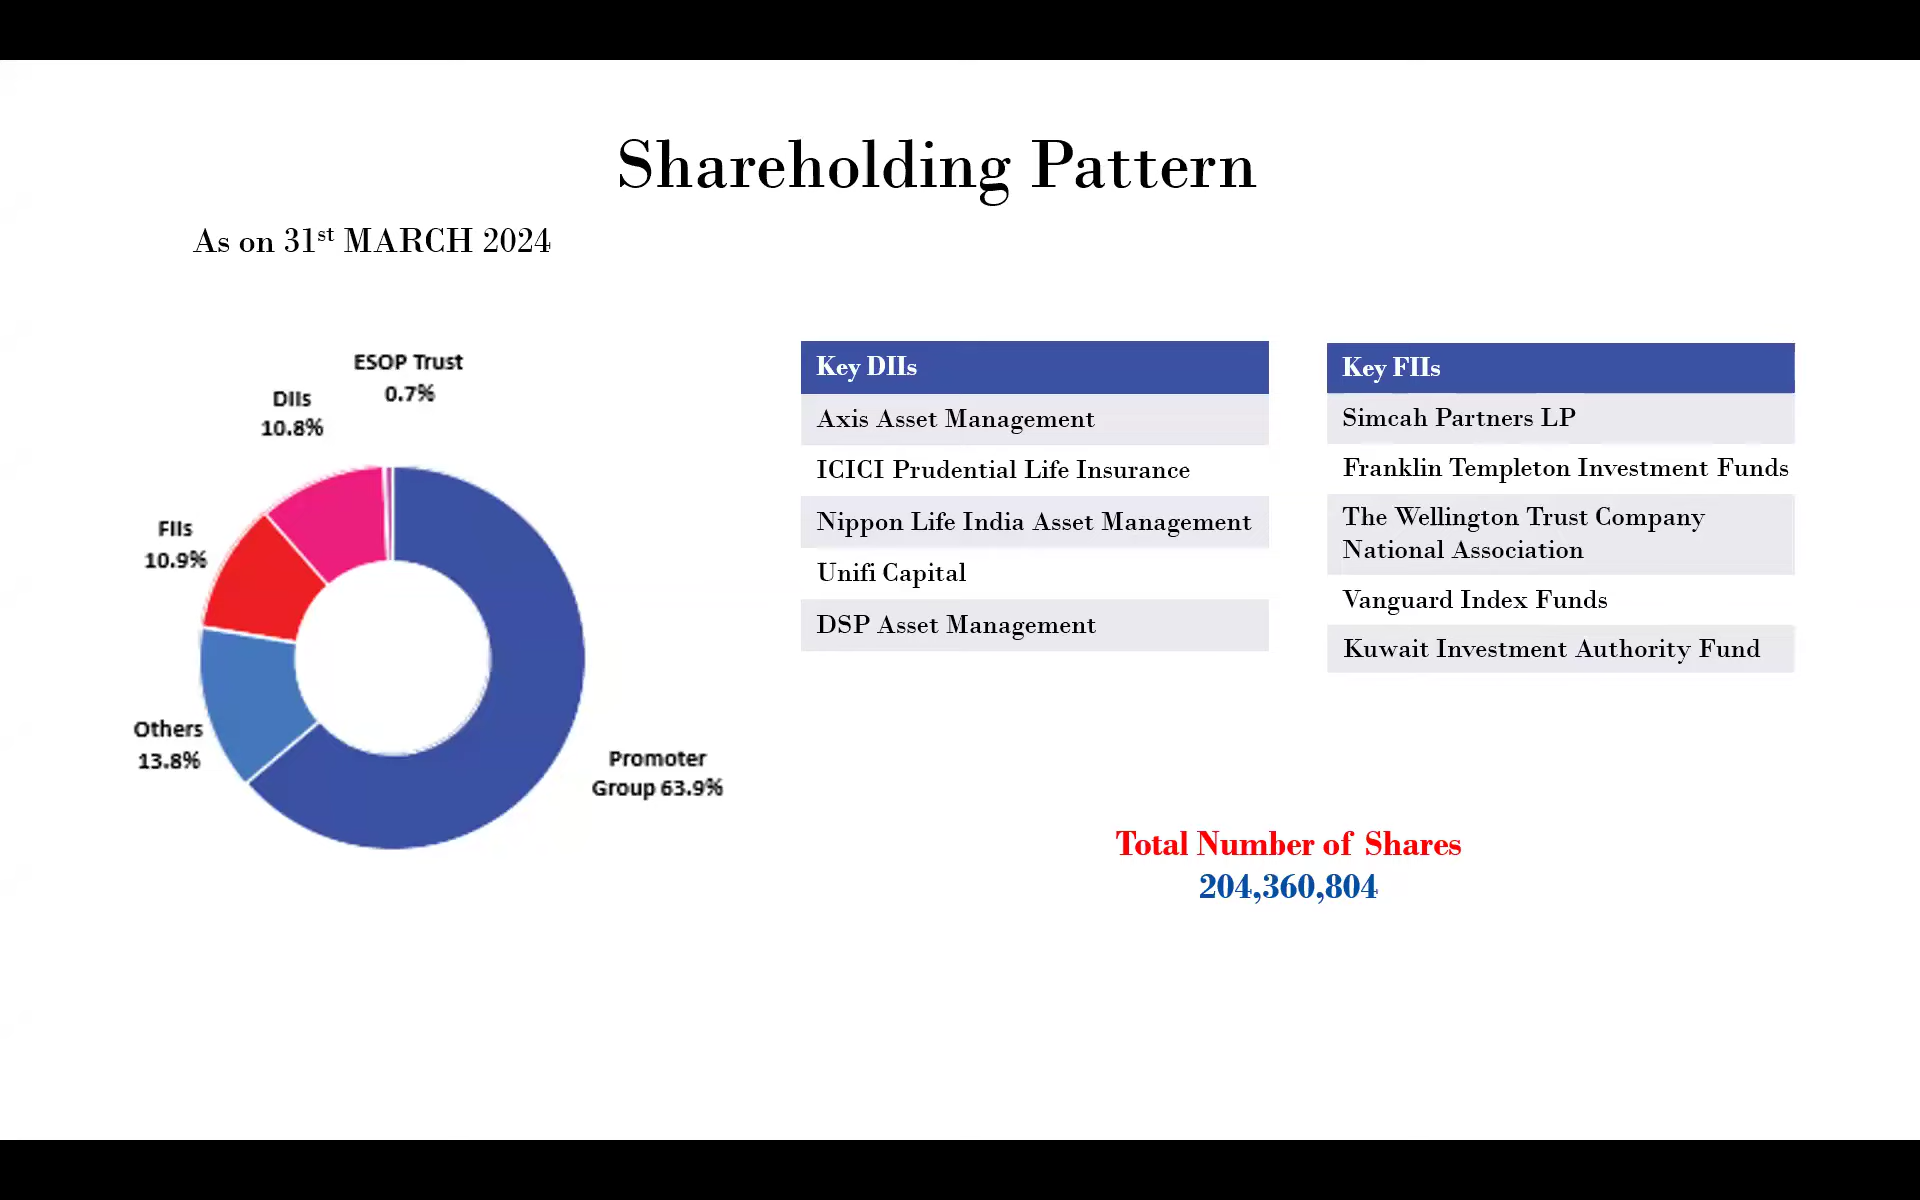 Shareholding Pattern
As on 31st MARCH 2024
ESOP Trust
0.7%
DIIs
10.8%
FIIs
10.9%
Others
13.8%
Promoter
Group 63.9%
Key DIIs
Axis Asset Management
ICICI Prudential Life Insurance
Nippon Life India Asset Management
Unifi Capital
DSP Asset Management
Key FIIs
Simcah Partners LP
Franklin Templeton Investment Funds
The Wellington Trust Company
National Association
Vanguard Index Funds
Kuwait Investment Authority Fund
Total Number of Shares
204,360,804